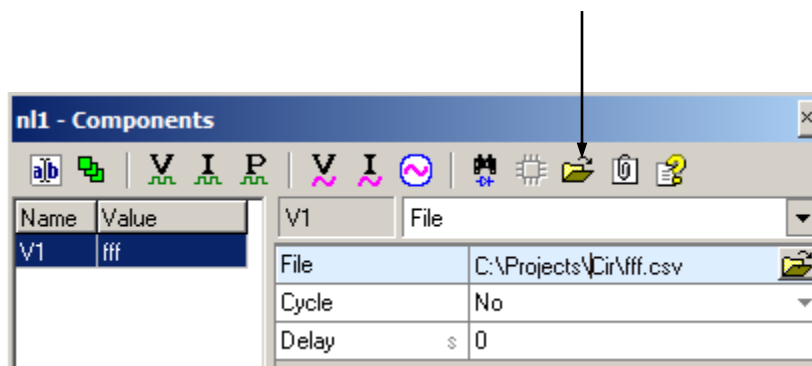 nl1 - Components
a b
V I P V I
Name Value V1 File
V1 fff File C:\Projects\Cir\fff.csv
Cycle No
Delay s 0